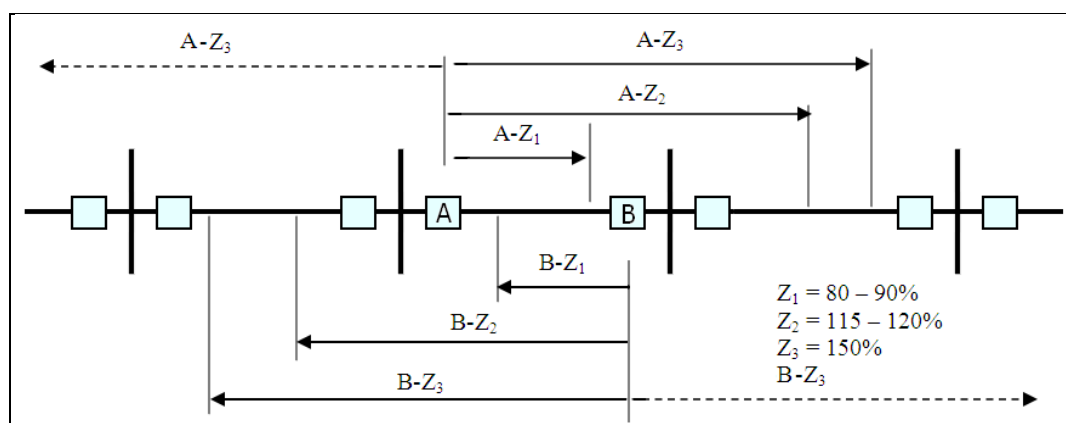 A-Z₃
A-Z₃
A-Z₂
A-Z₁
A
B
B-Z₁
B-Z₂
B-Z₃
Z₁ = 80 – 90%
Z₂ = 115 – 120%
Z₃ = 150%
B-Z₃